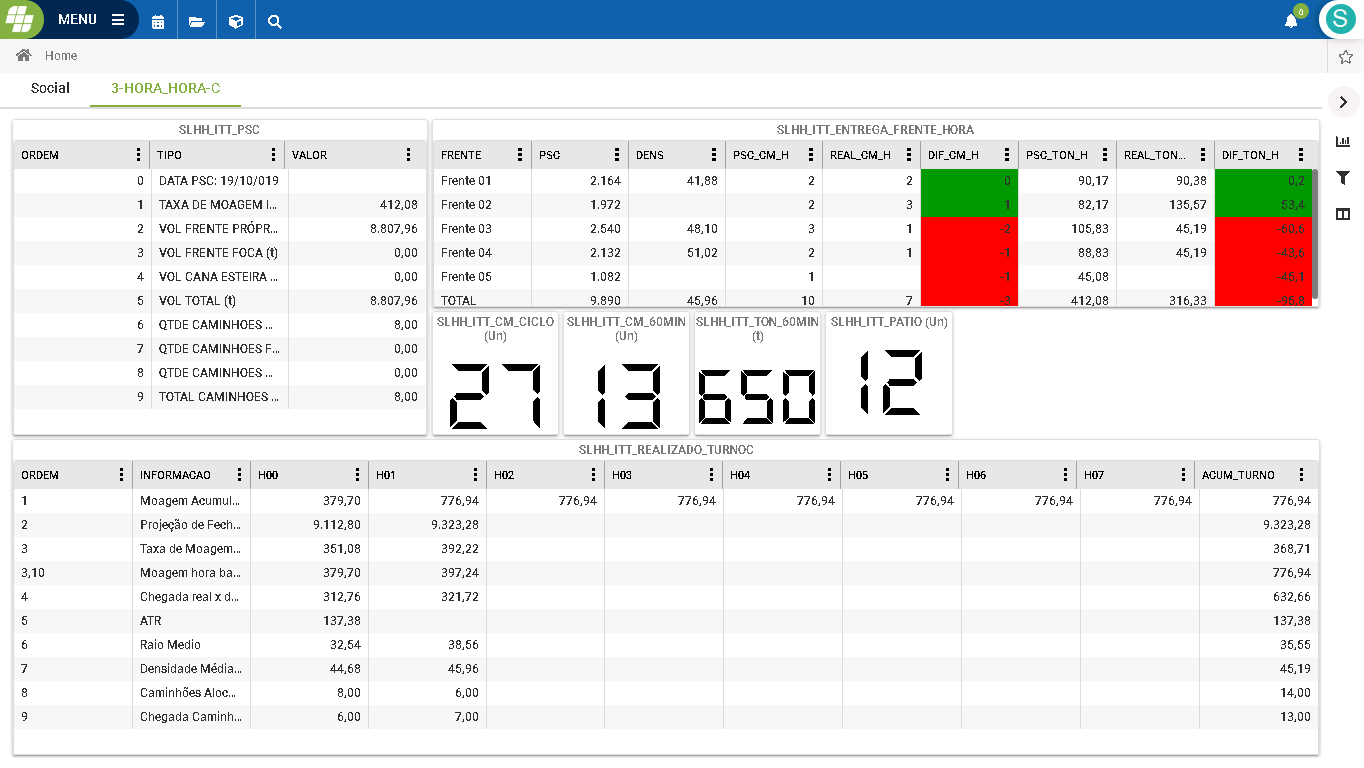 MENU
0
S
Home
Social 3-HORA_HORA-C
SLHH_ITT_PSC
ORDEM TIPO VALOR
0 DATA PSC: 19/10/019
1 TAXA DE MOAGEM I... 412,08
2 VOL FRENTE PRÓPR... 8.807,96
3 VOL FRENTE FOCA (t) 0,00
4 VOL CANA ESTEIRA ... 0,00
5 VOL TOTAL (t) 8.807,96
6 QTDE CAMINHOES ... 8,00
7 QTDE CAMINHOES F... 0,00
8 QTDE CAMINHOES ... 0,00
9 TOTAL CAMINHOES ... 8,00
SLHH_ITT_ENTREGA_FRENTE_HORA
FRENTE PSC DENS PSC_CM_H REAL_CM_H DIF_CM_H PSC_TON_H REAL_TON... DIF_TON_H
Frente 01 2.164 41,88 2 2 0 90,17 90,38 0,2
Frente 02 1.972 2 3 1 82,17 135,57 53,4
Frente 03 2.540 48,10 3 1 -2 105,83 45,19 -60,6
Frente 04 2.132 51,02 2 1 -1 88,83 45,19 -43,6
Frente 05 1.082 1 -1 45,08 -45,1
TOTAL 9.890 45,96 10 7 -3 412,08 316,33 -95,8
SLHH_ITT_CM_CICLO
(Un)
27
SLHH_ITT_CM_60MIN
(Un)
13
SLHH_ITT_TON_60MIN
(t)
650
SLHH_ITT_PATIO (Un)
12
SLHH_ITT_REALIZADO_TURNOC
ORDEM INFORMACAO H00 H01 H02 H03 H04 H05 H06 H07 ACUM_TURNO
1 Moagem Acumul... 379,70 776,94 776,94 776,94 776,94 776,94 776,94 776,94 776,94
2 Projeção de Fech... 9.112,80 9.323,28 9.323,28
3 Taxa de Moagem... 351,08 392,22 368,71
3,10 Moagem hora ba... 379,70 397,24 776,94
4 Chegada real x d... 312,76 321,72 632,66
5 ATR 137,38 137,38
6 Raio Medio 32,54 38,56 35,55
7 Densidade Média... 44,68 45,96 45,19
8 Caminhões Aloc... 8,00 6,00 14,00
9 Chegada Caminh... 6,00 7,00 13,00